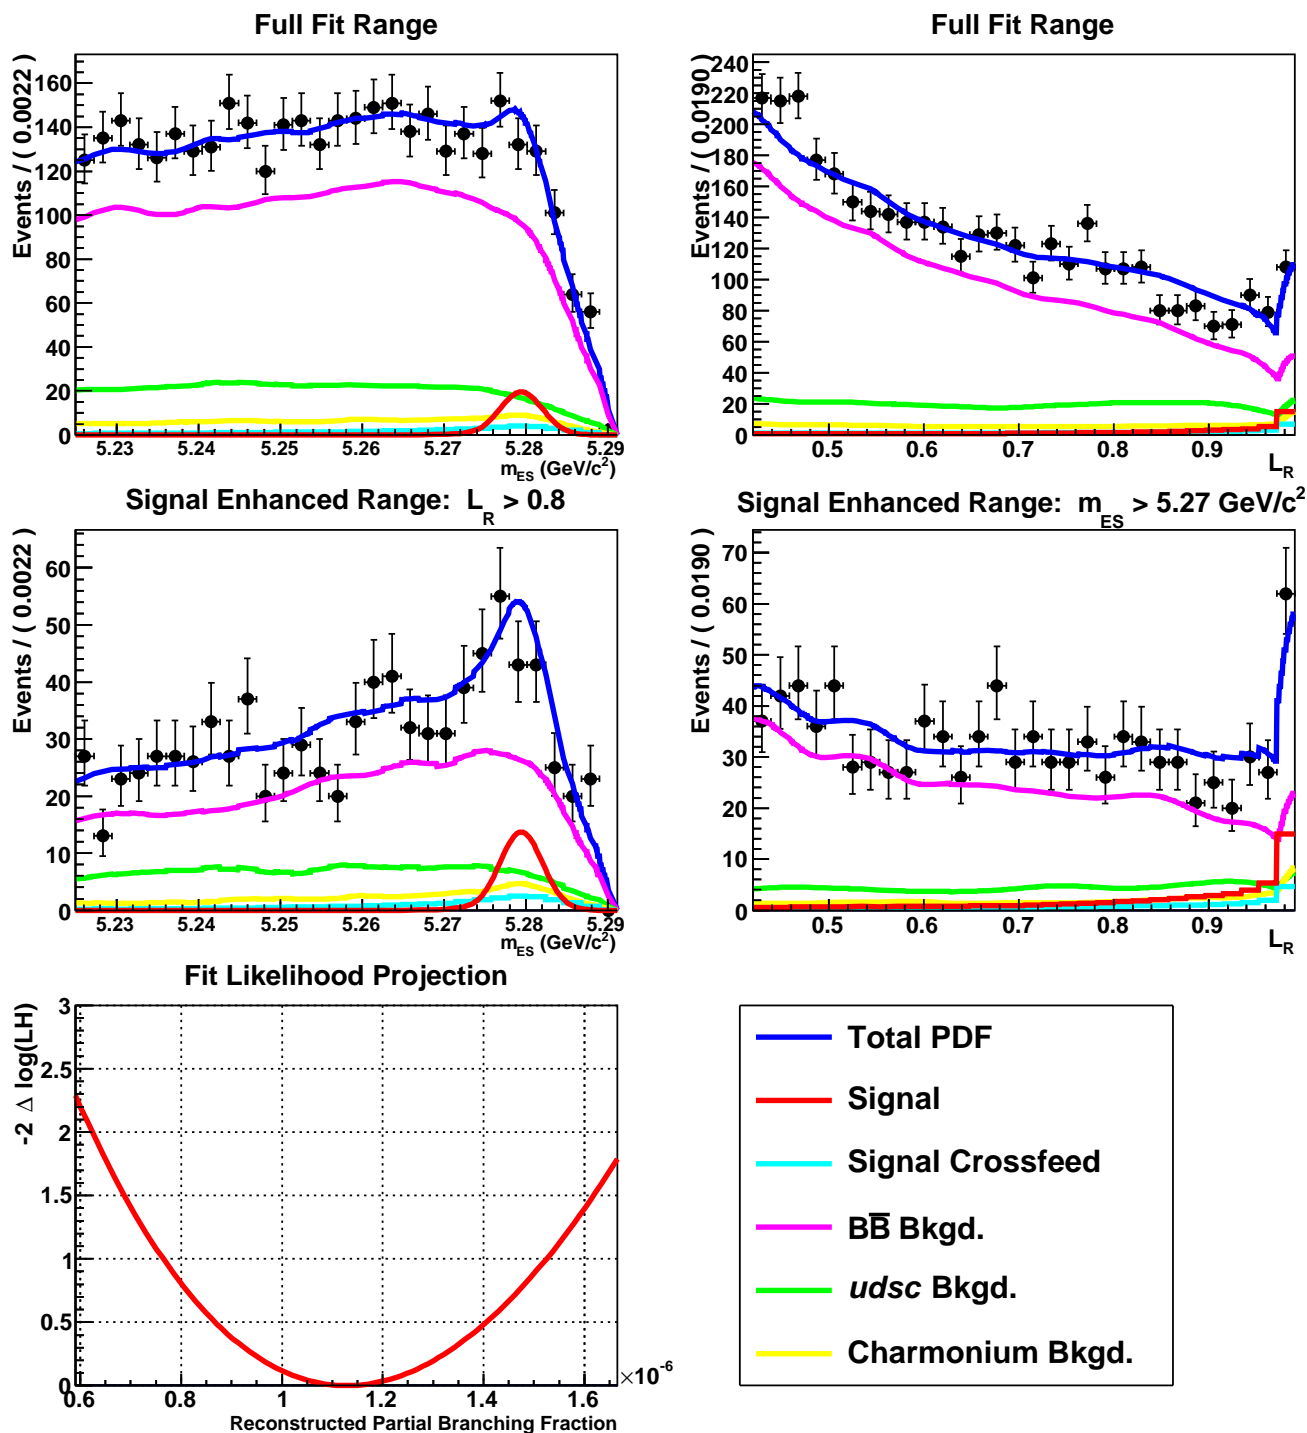 Full Fit Range
Events / ( 0.0022
160
140
120
100
80
60
40
20
0
5.23 5.24 5.25 5.26 5.27 5.28 5.29
m_ES (GeV/c²)
Full Fit Range
Events / ( 0.0190
240
220
200
180
160
140
120
100
80
60
40
20
0
0.5 0.6 0.7 0.8 0.9
L_R
Signal Enhanced Range: L_R > 0.8
Events / ( 0.0022
60
50
40
30
20
10
0
5.23 5.24 5.25 5.26 5.27 5.28 5.29
m_ES (GeV/c²)
Signal Enhanced Range: m_ES > 5.27 GeV/c²
Events / ( 0.0190
70
60
50
40
30
20
10
0
0.5 0.6 0.7 0.8 0.9
L_R
Fit Likelihood Projection
-2 Δ log(LH)
3
2.5
2
1.5
1
0.5
0
0.6 0.8 1 1.2 1.4 1.6
×10⁻⁶
Reconstructed Partial Branching Fraction
Total PDF
Signal
Signal Crossfeed
BB̅ Bkgd.
udsc Bkgd.
Charmonium Bkgd.